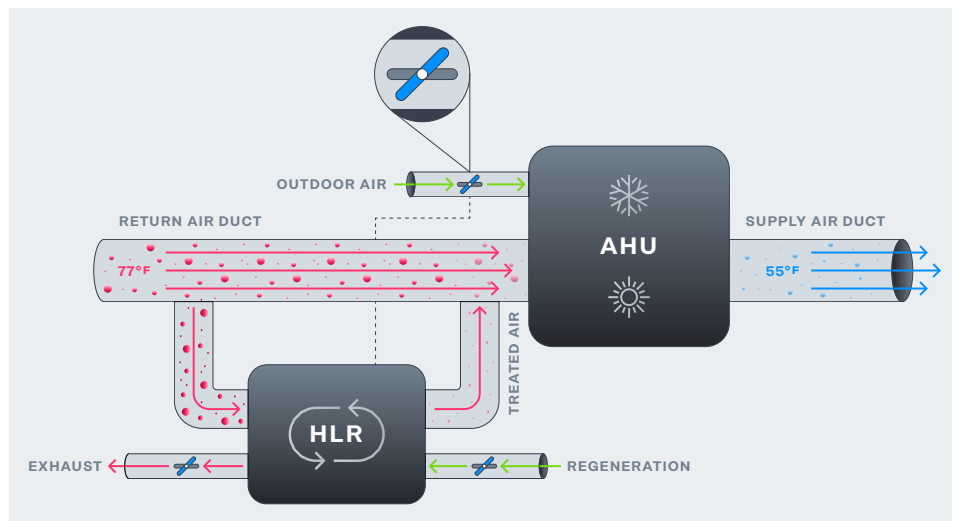 OUTDOOR AIR
RETURN AIR DUCT
SUPPLY AIR DUCT
AHU
77°F
55°F
TREATED AIR
HLR
EXHAUST
REGENERATION